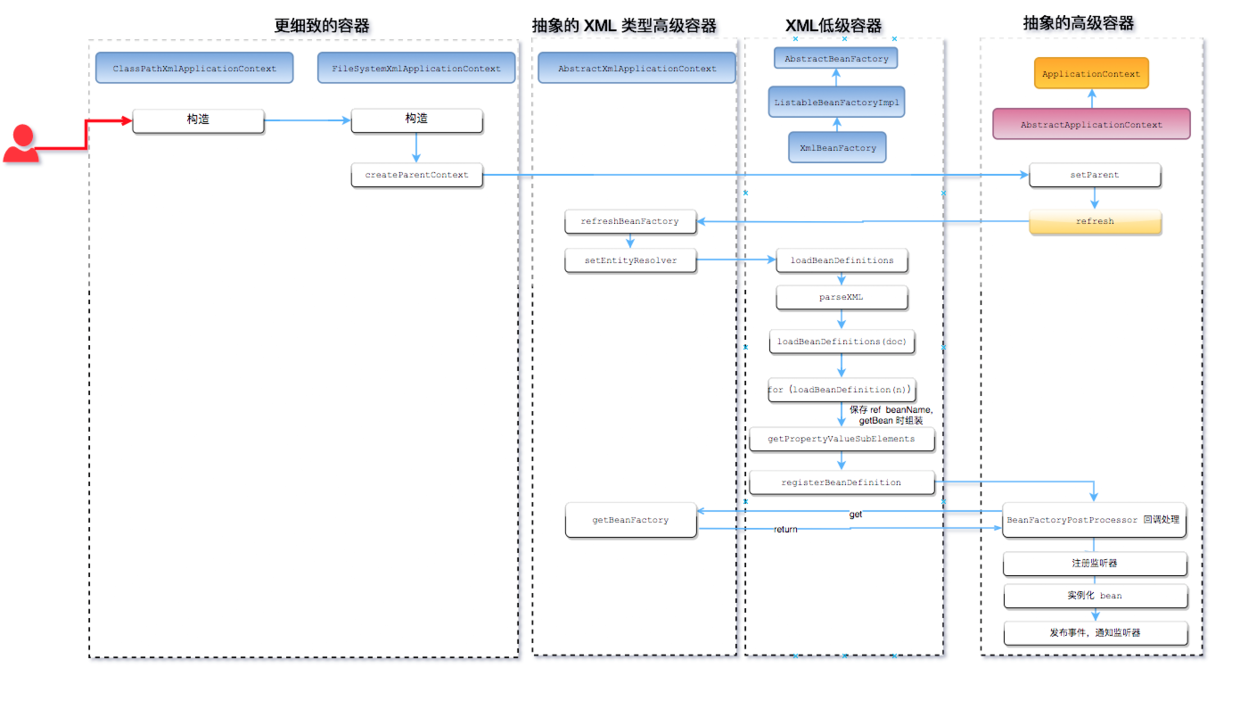 更细致的容器
抽象的 XML 类型高级容器
XML低级容器
抽象的高级容器
ClassPathXmlApplicationContext
FileSystemXmlApplicationContext
AbstractXmlApplicationContext
AbstractBeanFactory
ListableBeanFactoryImpl
XmlBeanFactory
ApplicationContext
AbstractApplicationContext
构造
构造
createParentContext
setParent
refresh
refreshBeanFactory
setEntityResolver
loadBeanDefinitions
parseXML
loadBeanDefinitions(doc)
for {loadBeanDefinition(n)}
保存 ref beanName,
getBean 时组装
getPropertyValueSubElements
registerBeanDefinition
getBeanFactory
get
return
BeanFactoryPostProcessor 回调处理
注册监听器
实例化 bean
发布事件，通知监听器